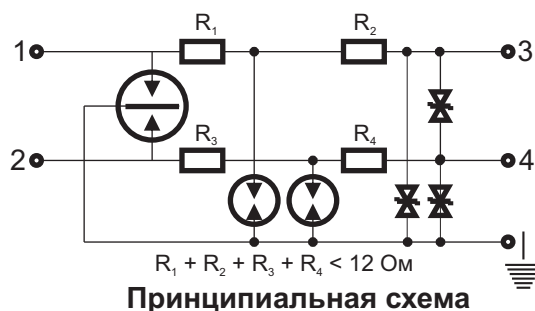 R₁ R₂
1 3
R₃ R₄
2 4
R₁ + R₂ + R₃ + R₄ < 12 Ом
Принципиальная схема